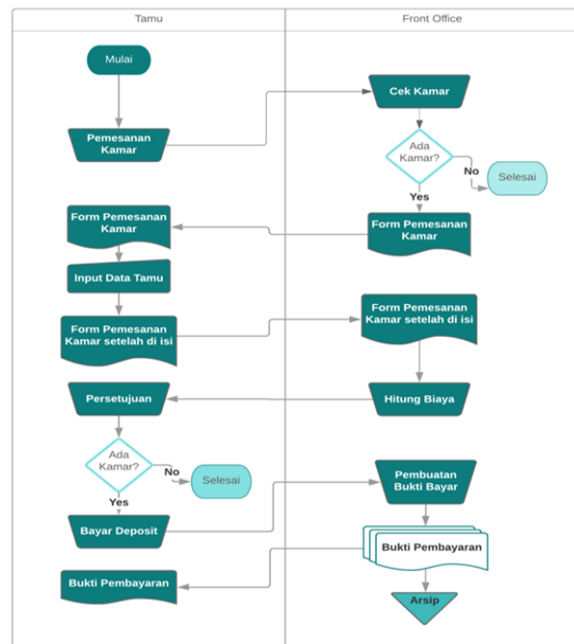 Tamu
Front Office
Mulai
Cek Kamar
Pemesanan
Kamar
Ada
Kamar?
No
Selesai
Yes
Form Pemesanan
Kamar
Form Pemesanan
Kamar
Input Data Tamu
Form Pemesanan
Kamar setelah di isi
Form Pemesanan
Kamar setelah di isi
Persetujuan
Hitung Biaya
Ada
Kamar?
No
Selesai
Yes
Pembuatan
Bukti Bayar
Bayar Deposit
Bukti Pembayaran
Bukti Pembayaran
Arsip